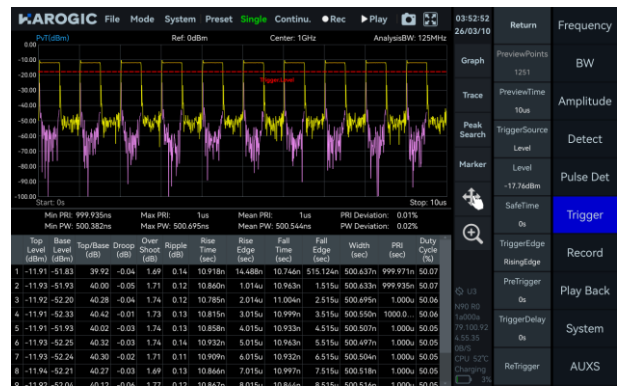 HAROGIC File Mode System Preset Single Continu. Rec Play
03:52:52
26/03/10
Return
Frequency
PvT(dBm) Ref: 0dBm Center: 1GHz AnalysisBW: 125MHz
0.00
-10.00
-20.00
-30.00
-40.00
-50.00
-60.00
-70.00
-80.00
-90.00
-100.00
Start: 0s Stop: 10us
Min PRI: 999.935ns Max PRI: 1us Mean PRI: 1us PRI Deviation: 0.01%
Min PW: 500.382ns Max PW: 500.695ns Mean PW: 500.544ns PW Deviation: 0.02%
Top Level (dBm) Base Level (dBm) Top/Base (dB) Droop (dB) Over Shoot (dB) Ripple (dB) Rise Time (sec) Rise Edge (sec) Fall Time (sec) Fall Edge (sec) Width (sec) PRI (sec) Duty Cycle (%)
1 -11.91 -51.83 39.92 -0.04 1.69 0.14 10.918n 14.488n 10.746n 515.124n 500.637n 999.971n 50.07
2 -11.93 -51.93 40.00 -0.05 1.71 0.12 10.860n 1.014u 10.963n 1.515u 500.633n 999.935n 50.07
3 -11.92 -52.20 40.28 -0.04 1.74 0.12 10.785n 2.014u 11.004n 2.515u 500.695n 1.000u 50.06
4 -11.91 -52.33 40.42 -0.01 1.73 0.13 10.815n 3.015u 10.999n 3.515u 500.550n 1000.0... 50.06
5 -11.91 -51.93 40.02 -0.03 1.74 0.13 10.858n 4.015u 10.933n 4.515u 500.507n 1.000u 50.05
6 -11.93 -52.25 40.32 -0.03 1.74 0.14 10.932n 5.015u 10.963n 5.515u 500.497n 1.000u 50.05
7 -11.93 -52.24 40.30 -0.02 1.71 0.11 10.909n 6.015u 10.932n 6.515u 500.504n 1.000u 50.05
8 -11.94 -52.21 40.27 -0.03 1.69 0.13 10.866n 7.015u 10.997n 7.515u 500.518n 1.000u 50.05
Graph
Trace
Peak
Search
Marker
U3
N90 R0
1a000a
79.100.92
4.55.35
0B/S
CPU 52℃
Charging
3%
PreviewPoints
1251
PreviewTime
10us
TriggerSource
Level
Level
-17.76dBm
SafeTime
0s
TriggerEdge
RisingEdge
PreTrigger
0s
TriggerDelay
0s
ReTrigger
BW
Amplitude
Detect
Pulse Det
Trigger
Record
Play Back
System
AUXS